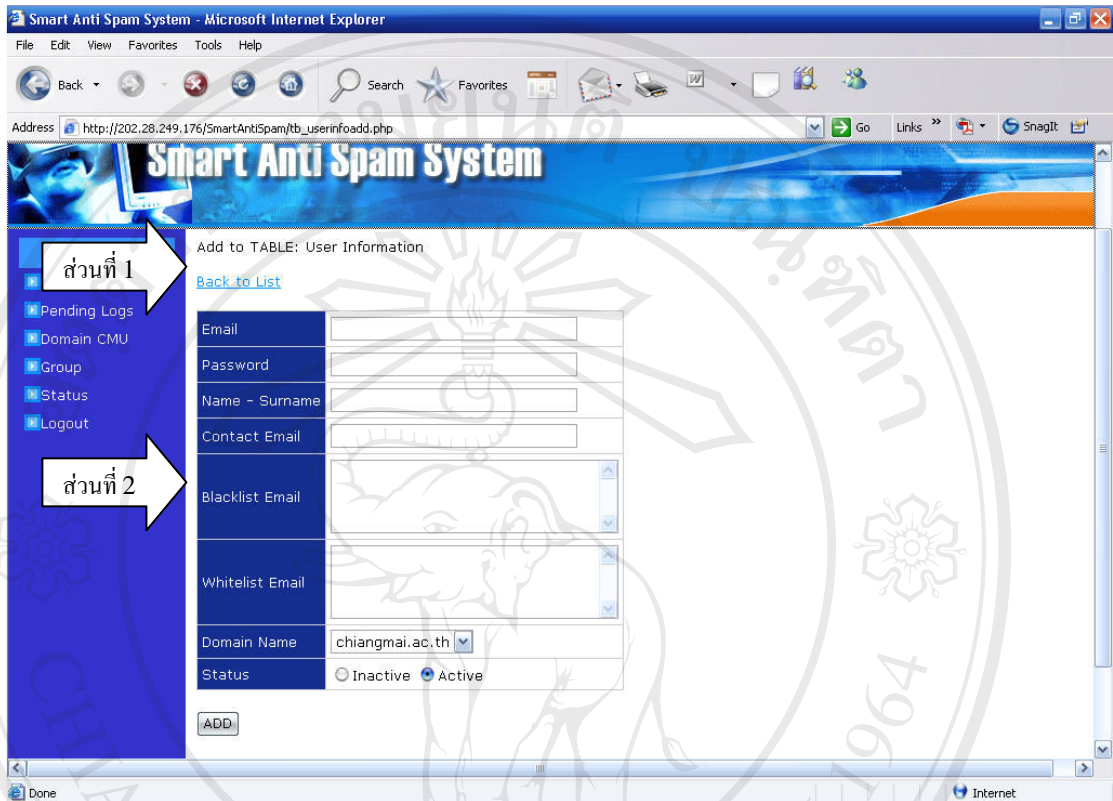 Smart Anti Spam System - Microsoft Internet Explorer
File Edit View Favorites Tools Help
Back Search Favorites
Address http://202.28.249.176/SmartAntiSpam/tb_userinfoadd.php Go Links » SnagIt
Smart Anti Spam System
Add to TABLE: User Information
ส่วนที่ 1
Back to List
Pending Logs
Domain CMU
Group
Status
Logout
ส่วนที่ 2
Email
Password
Name - Surname
Contact Email
Blacklist Email
Whitelist Email
Domain Name chiangmai.ac.th
Status Inactive Active
ADD
Done Internet
1964